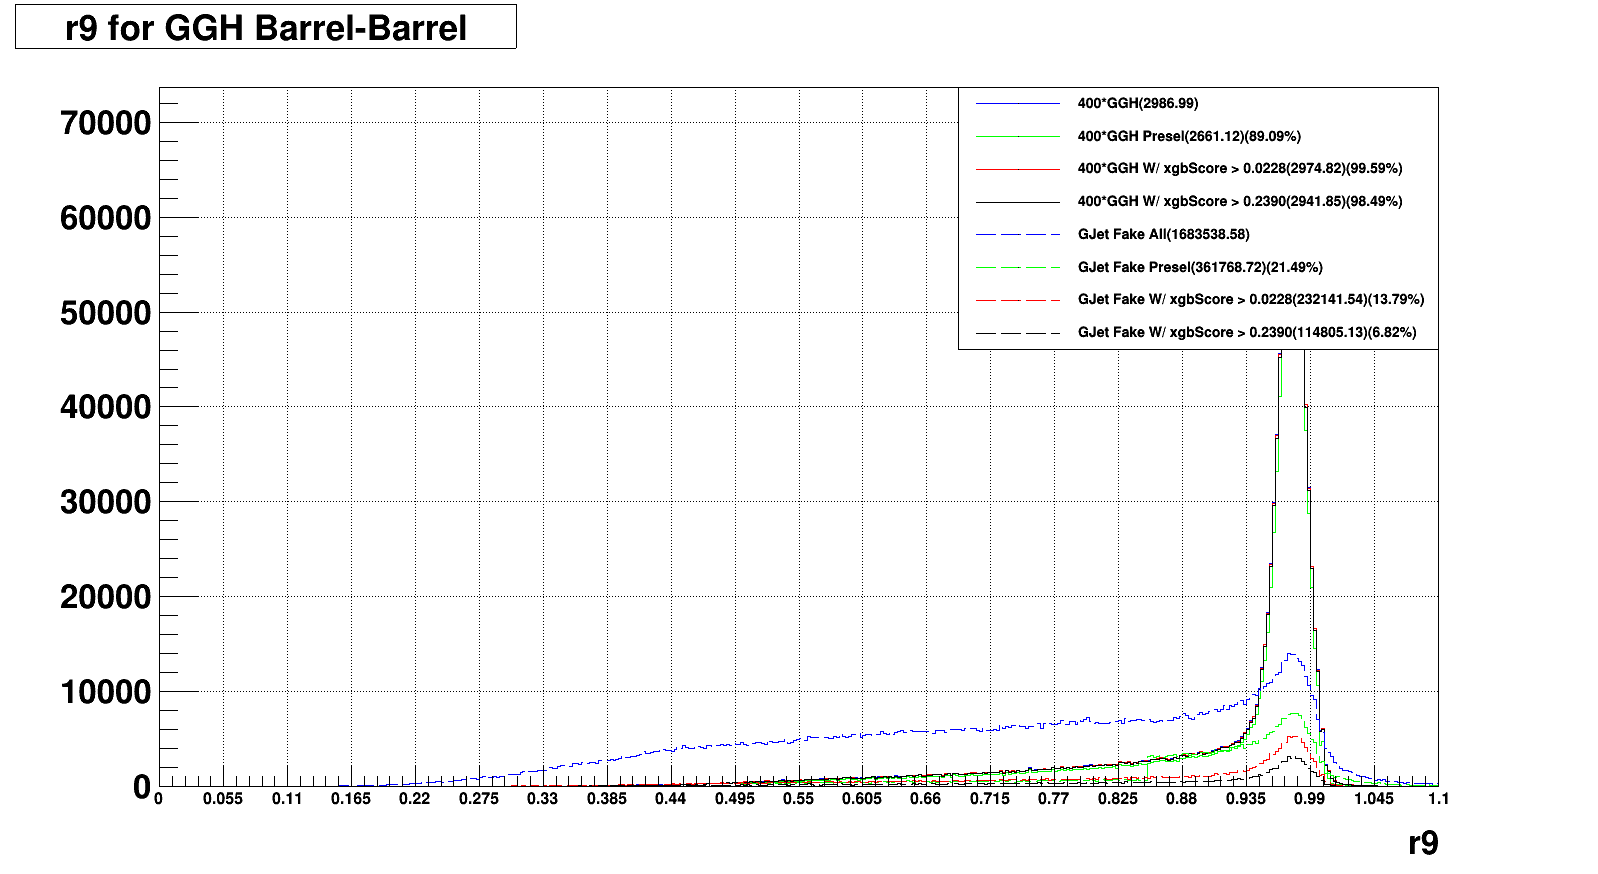 r9 for GGH Barrel-Barrel
400*GGH(2986.99)
400*GGH Presel(2661.12)(89.09%)
400*GGH W/ xgbScore > 0.0228(2974.82)(99.59%)
400*GGH W/ xgbScore > 0.2390(2941.85)(98.49%)
GJet Fake All(1683538.58)
GJet Fake Presel(361768.72)(21.49%)
GJet Fake W/ xgbScore > 0.0228(232141.54)(13.79%)
GJet Fake W/ xgbScore > 0.2390(114805.13)(6.82%)
70000
60000
50000
40000
30000
20000
10000
0
0 0.055 0.11 0.165 0.22 0.275 0.33 0.385 0.44 0.495 0.55 0.605 0.66 0.715 0.77 0.825 0.88 0.935 0.99 1.045 1.1
r9